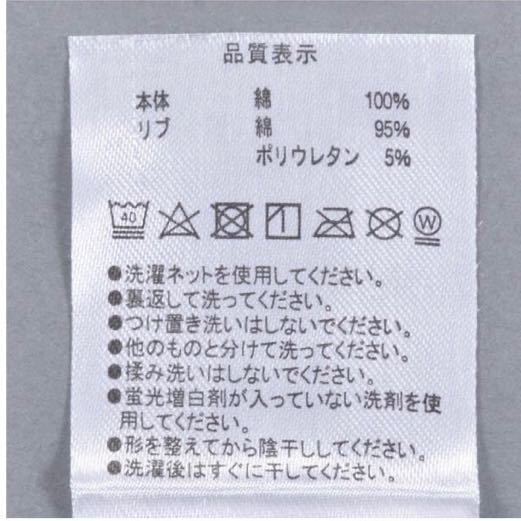 品質表示
本体 綿 100%
リブ 綿 95%
ポリウレタン 5%
40 W
●洗濯ネットを使用してください。
●裏返して洗ってください。
●つけ置き洗いはしないでください。
●他のものと分けて洗ってください。
●揉み洗いはしないでください。
●蛍光増白剤が入っていない洗剤を使
用してください。
●形を整えてから陰干ししてください。
●洗濯後はすぐに干してください。